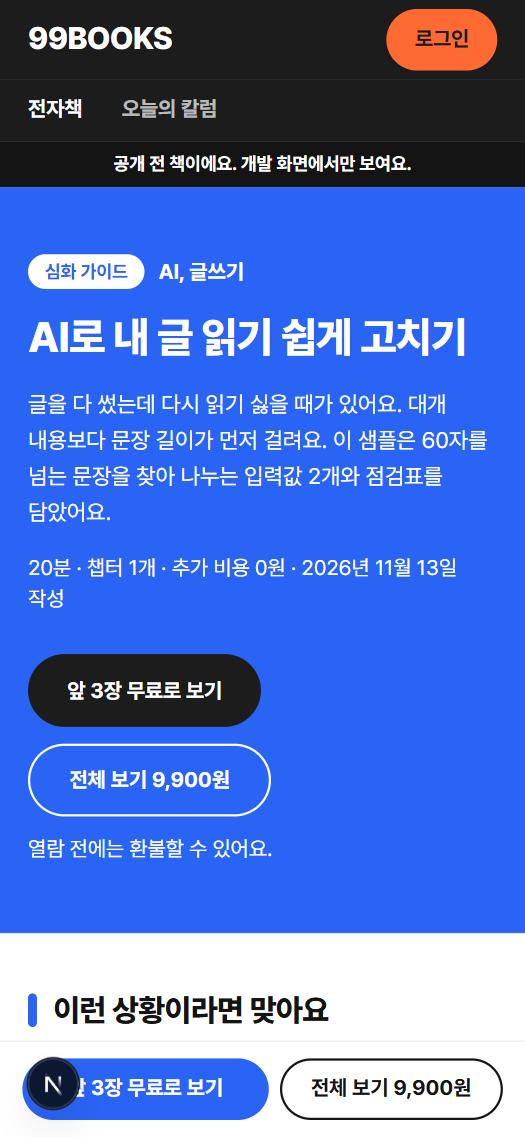 99BOOKS
로그인
전자책 오늘의 칼럼
공개 전 책이에요. 개발 화면에서만 보여요.
심화 가이드 AI, 글쓰기
AI로 내 글 읽기 쉽게 고치기
글을 다 썼는데 다시 읽기 싫을 때가 있어요. 대개
내용보다 문장 길이가 먼저 걸려요. 이 샘플은 60자를
넘는 문장을 찾아 나누는 입력값 2개와 점검표를
담았어요.
20분 · 챕터 1개 · 추가 비용 0원 · 2026년 11월 13일
작성
앞 3장 무료로 보기
전체 보기 9,900원
열람 전에는 환불할 수 있어요.
이런 상황이라면 맞아요
N
3장 무료로 보기
전체 보기 9,900원